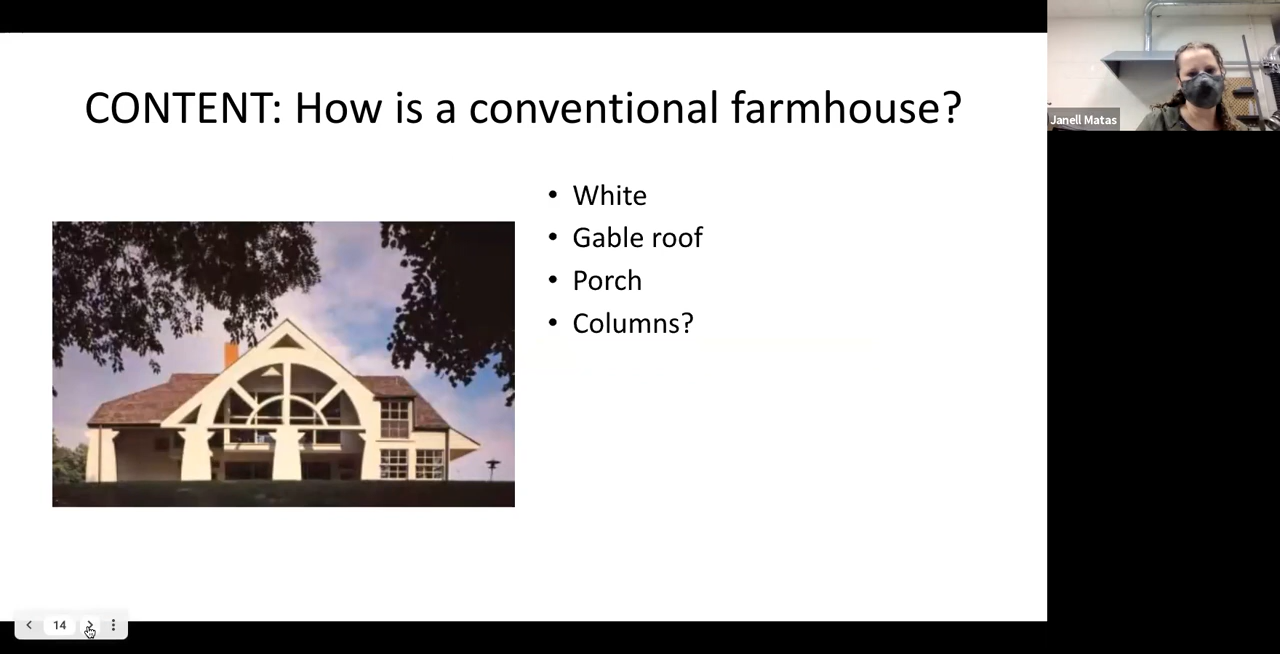 CONTENT: How is a conventional farmhouse?
• White
• Gable roof
• Porch
• Columns?
Janell Matas
14